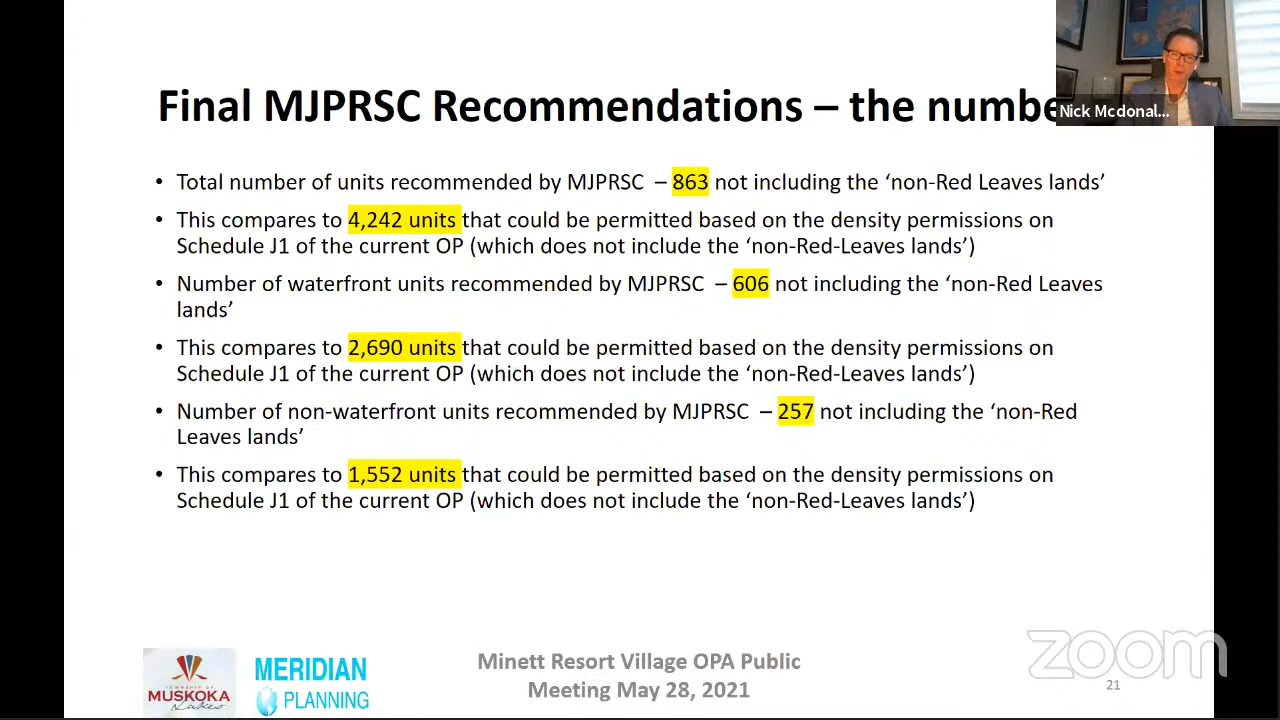 Final MJPRSC Recommendations – the numbe
Nick Mcdonal...
• Total number of units recommended by MJPRSC – 863 not including the ‘non-Red Leaves lands’
• This compares to 4,242 units that could be permitted based on the density permissions on
Schedule J1 of the current OP (which does not include the ‘non-Red-Leaves lands’)
• Number of waterfront units recommended by MJPRSC – 606 not including the ‘non-Red Leaves
lands’
• This compares to 2,690 units that could be permitted based on the density permissions on
Schedule J1 of the current OP (which does not include the ‘non-Red-Leaves lands’)
• Number of non-waterfront units recommended by MJPRSC – 257 not including the ‘non-Red
Leaves lands’
• This compares to 1,552 units that could be permitted based on the density permissions on
Schedule J1 of the current OP (which does not include the ‘non-Red-Leaves lands’)
TOWNSHIP OF
MUSKOKA
Lakes
MERIDIAN
PLANNING
Minett Resort Village OPA Public
Meeting May 28, 2021
zoom
21